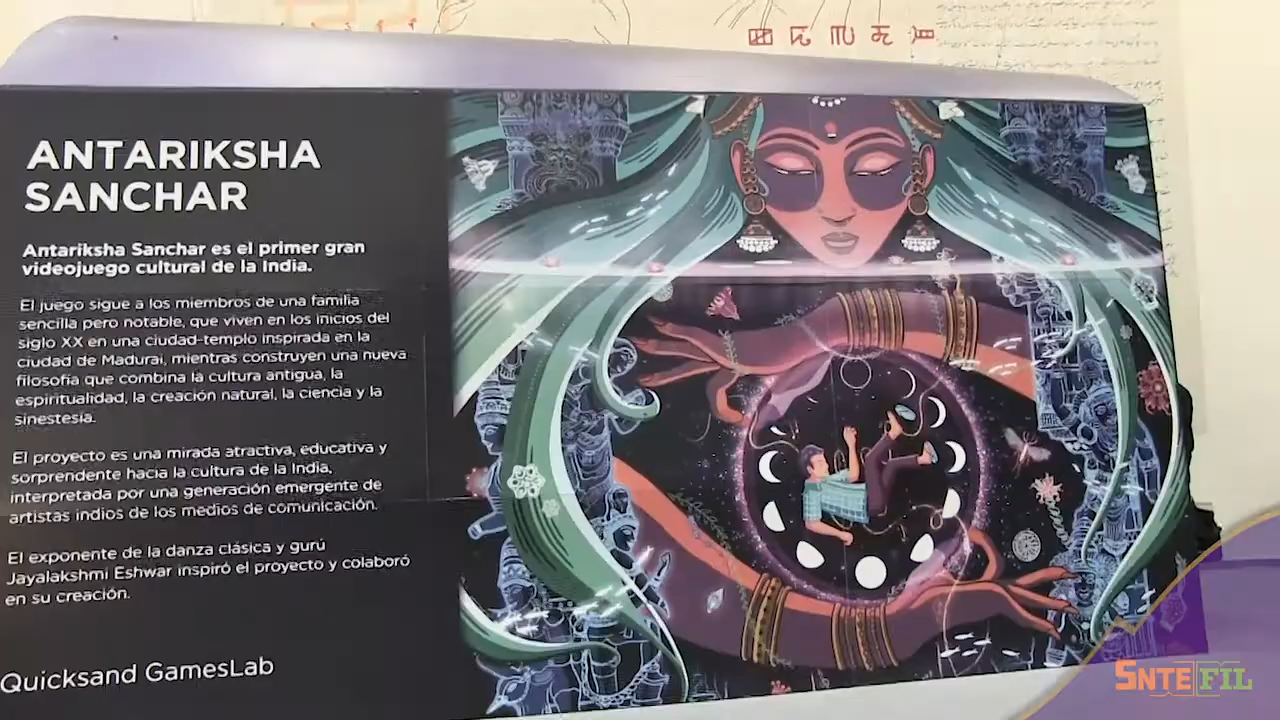 ANTARIKSHA
SANCHAR
Antariksha Sanchar es el primer gran
videojuego cultural de la India.
El juego sigue a los miembros de una familia
sencilla pero notable, que viven en los inicios del
siglo XX en una ciudad-templo inspirada en la
ciudad de Madurai, mientras construyen una nueva
filosofía que combina la cultura antigua, la
espiritualidad, la creación natural, la ciencia y la
sinestesia.
El proyecto es una mirada atractiva, educativa y
sorprendente hacia la cultura de la India,
interpretada por una generación emergente de
artistas indios de los medios de comunicación.
El exponente de la danza clásica y gurú
Jayalakshmi Eshwar inspiró el proyecto y colaboró
en su creación.
Quicksand GamesLab
SNTE FIL